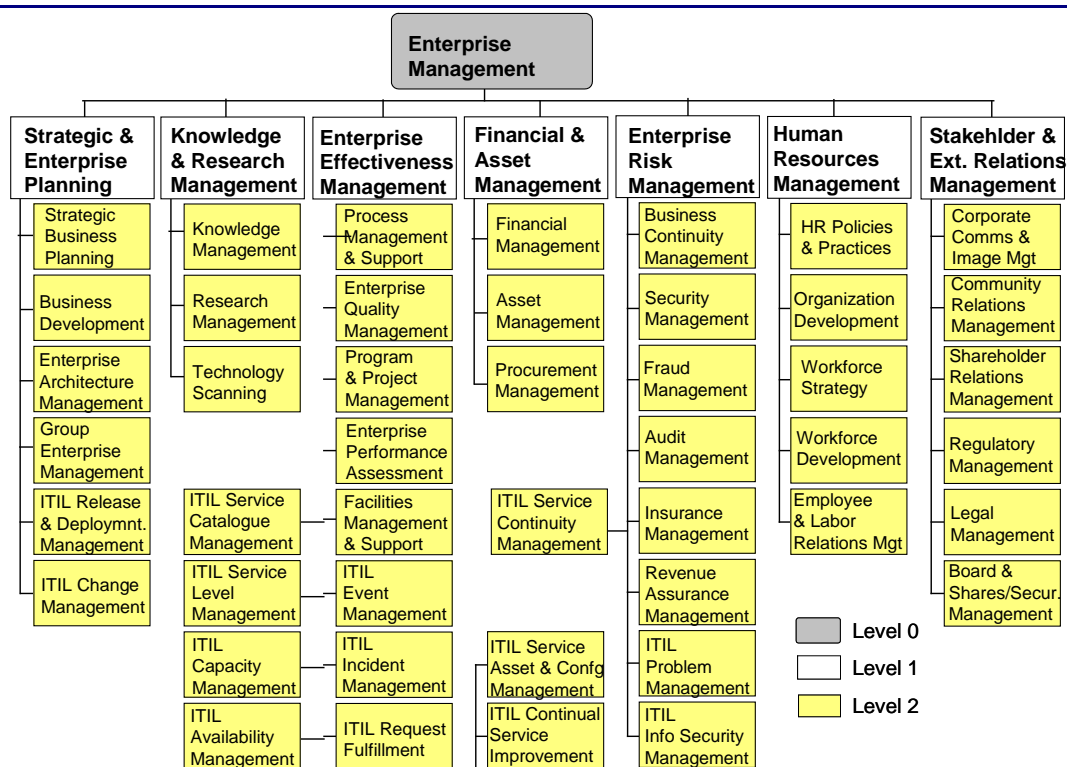 Enterprise
Management
Strategic &
Enterprise
Planning
Strategic
Business
Planning
Business
Development
Enterprise
Architecture
Management
Group
Enterprise
Management
ITIL Release
& Deploymnt.
Management
ITIL Change
Management
Knowledge
& Research
Management
Knowledge
Management
Research
Management
Technology
Scanning
ITIL Service
Catalogue
Management
ITIL Service
Level
Management
ITIL
Capacity
Management
ITIL
Availability
Management
Enterprise
Effectiveness
Management
Process
Management
& Support
Enterprise
Quality
Management
Program
& Project
Management
Enterprise
Performance
Assessment
Facilities
Management
& Support
ITIL
Event
Management
ITIL
Incident
Management
ITIL Request
Fulfillment
Financial &
Asset
Management
Financial
Management
Asset
Management
Procurement
Management
ITIL Service
Continuity
Management
ITIL Service
Asset & Confg
Management
ITIL Continual
Service
Improvement
Enterprise
Risk
Management
Business
Continuity
Management
Security
Management
Fraud
Management
Audit
Management
Insurance
Management
Revenue
Assurance
Management
ITIL
Problem
Management
ITIL
Info Security
Management
Human
Resources
Management
HR Policies
& Practices
Organization
Development
Workforce
Strategy
Workforce
Development
Employee
& Labor
Relations Mgt
Stakehlder &
Ext. Relations
Management
Corporate
Comms &
Image Mgt
Community
Relations
Management
Shareholder
Relations
Management
Regulatory
Management
Legal
Management
Board &
Shares/Secur.
Management
Level 0
Level 1
Level 2